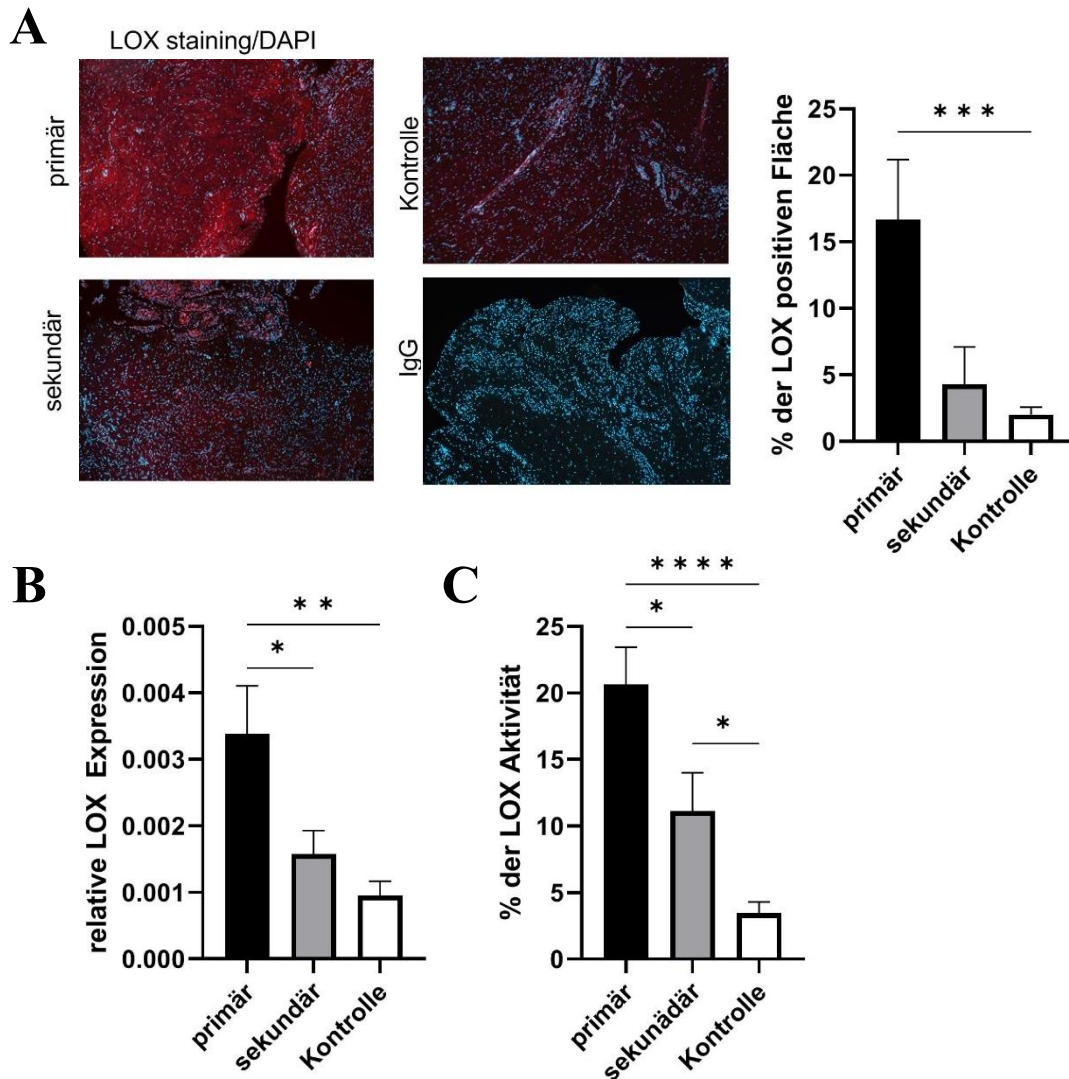 A
LOX staining/DAPI
primär
Kontrolle
sekundär
IgG
% der LOX positiven Fläche
25
20
15
10
5
0
* * *
primär
sekundär
Kontrolle
B
relative LOX Expression
0.005
0.004
0.003
0.002
0.001
0.000
* *
*
primär
sekundär
Kontrolle
C
% der LOX Aktivität
25
20
15
10
5
0
* * * *
*
*
primär
sekunädär
Kontrolle